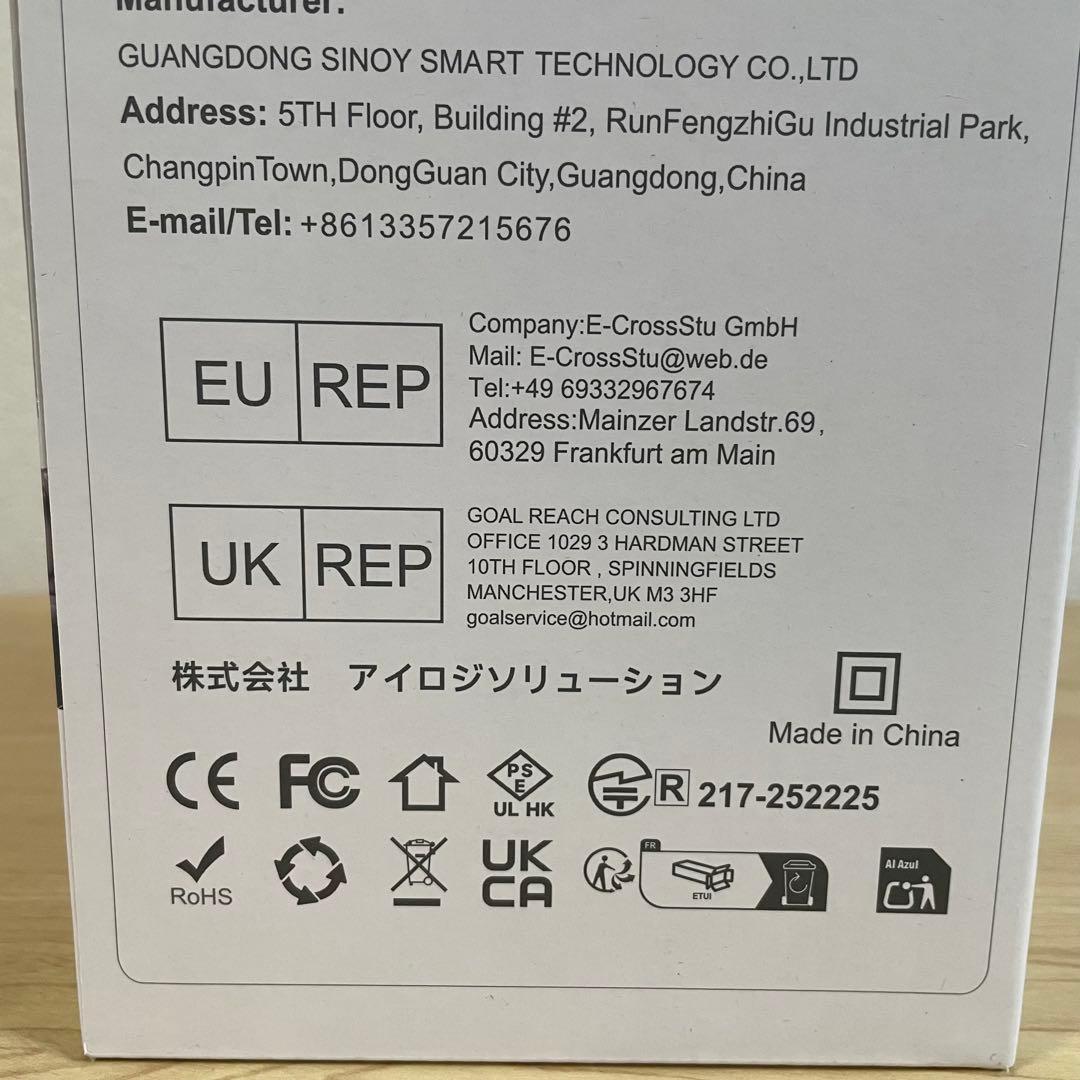 Manufacturer:
GUANGDONG SINOY SMART TECHNOLOGY CO.,LTD
Address: 5TH Floor, Building #2, RunFengzhiGu Industrial Park,
ChangpinTown,DongGuan City,Guangdong,China
E-mail/Tel: +8613357215676
EU REP
Company:E-CrossStu GmbH
Mail: E-CrossStu@web.de
Tel:+49 69332967674
Address:Mainzer Landstr.69,
60329 Frankfurt am Main
UK REP
GOAL REACH CONSULTING LTD
OFFICE 1029 3 HARDMAN STREET
10TH FLOOR , SPINNINGFIELDS
MANCHESTER,UK M3 3HF
goalservice@hotmail.com
株式会社　アイロジソリューション
Made in China
CE FC PSE UL HK R 217-252225
RoHS UKCA FR ETUI Al Azul